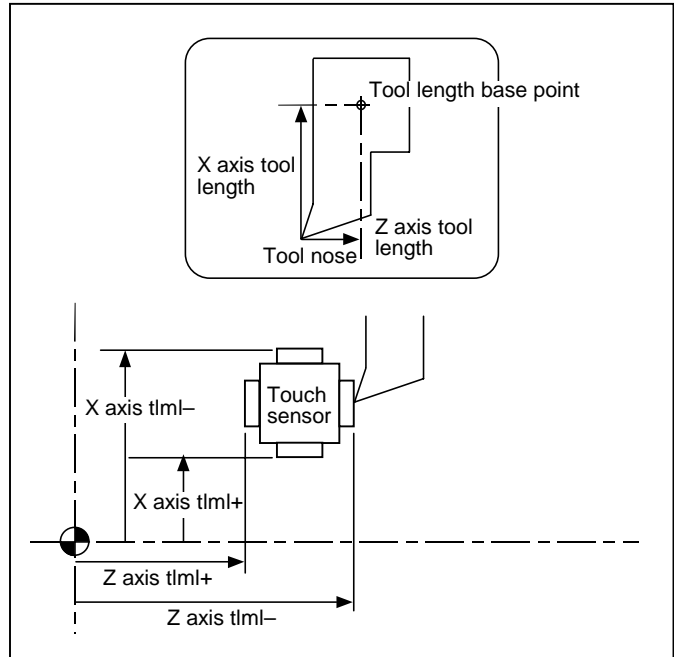 Tool length base point
X axis tool
length
Z axis tool
length
Tool nose
Touch
sensor
X axis tlml–
X axis tlml+
Z axis tlml+
Z axis tlml–